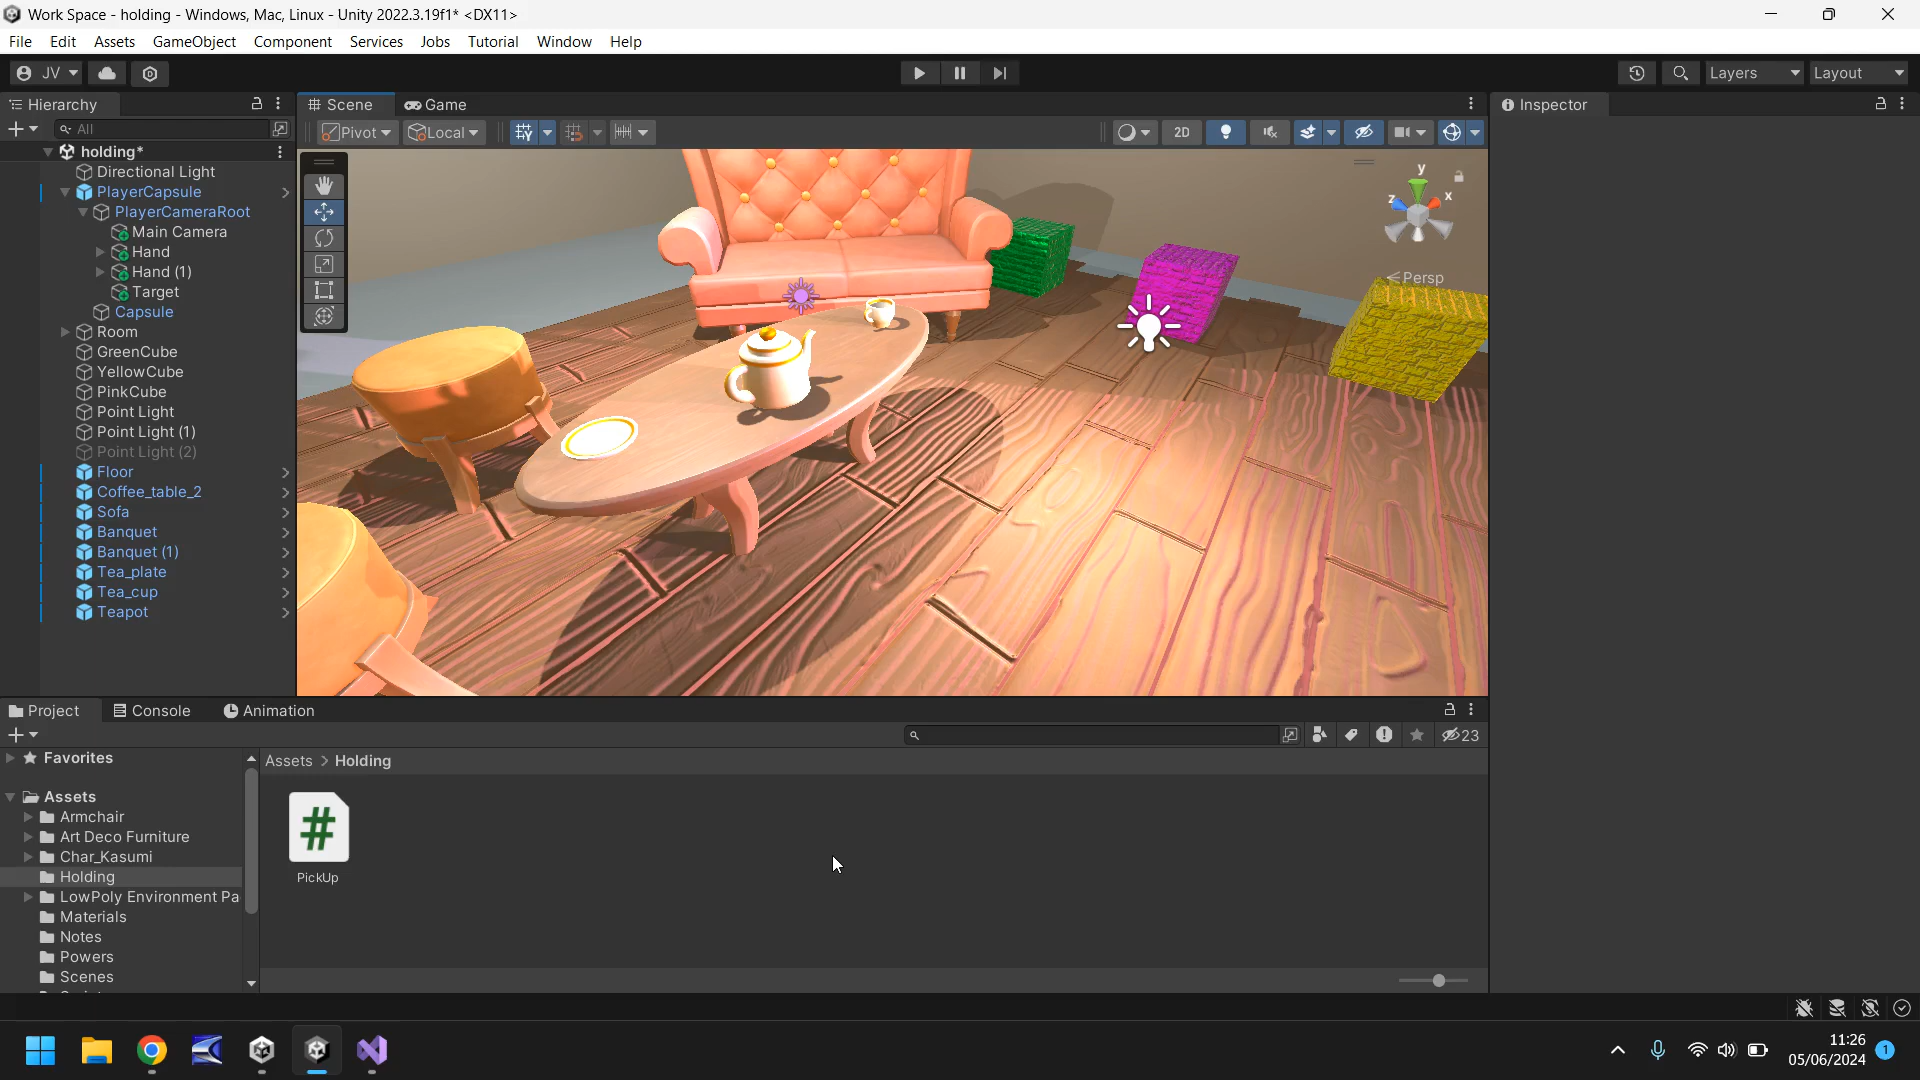 Work Space - holding - Windows, Mac, Linux - Unity 2022.3.19f1* <DX11>
File Edit Assets GameObject Component Services Jobs Tutorial Window Help
JV Layers Layout
Hierarchy Scene Game Inspector
All Pivot Local 2D
holding*
Directional Light
PlayerCapsule
PlayerCameraRoot
Main Camera
Hand
Hand (1)
Target
Capsule
Room
GreenCube
YellowCube
PinkCube
Point Light
Point Light (1)
Point Light (2)
Floor
Coffee_table_2
Sofa
Banquet
Banquet (1)
Tea_plate
Tea_cup
Teapot
y
z x
Persp
Project Console Animation
23
Favorites
Assets > Holding
Assets
Armchair
Art Deco Furniture
Char_Kasumi
Holding
LowPoly Environment Pa
Materials
Notes
Powers
Scenes
#
PickUp
11:26
05/06/2024
1